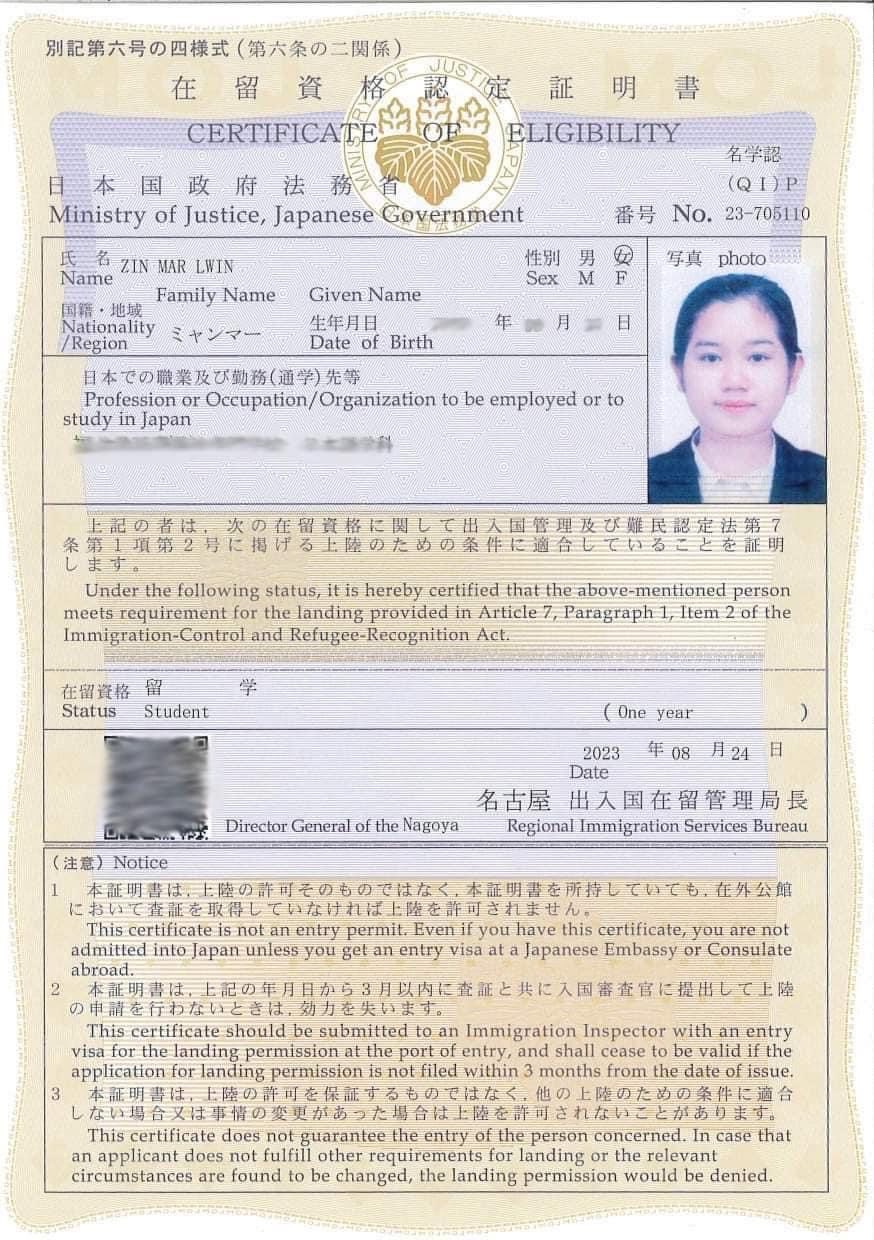 別記第六号の四様式(第六条の二関係)
在留資格認定証明書
CERTIFICATE OF ELIGIBILITY
MINISTRY OF JUSTICE, JAPAN
名学認
日本国政府法務省
(QI)P
Ministry of Justice, Japanese Government
番号 No. 23-705110
氏名 ZIN MAR LWIN
Name
Family Name Given Name
性別 男 女
Sex M F
写真 photo
国籍・地域
Nationality ミャンマー
/Region
生年月日 年 月 日
Date of Birth
日本での職業及び勤務(通学)先等
Profession or Occupation/Organization to be employed or to
study in Japan
上記の者は,次の在留資格に関して出入国管理及び難民認定法第7
条第1項第2号に掲げる上陸のための条件に適合していることを証明
します。
Under the following status, it is hereby certified that the above-mentioned person
meets requirement for the landing provided in Article 7, Paragraph 1, Item 2 of the
Immigration-Control and Refugee-Recognition Act.
在留資格 留学
Status Student
( One year )
2023 年 08 月 24 日
Date
名古屋 出入国在留管理局長
Director General of the Nagoya Regional Immigration Services Bureau
(注意) Notice
1 本証明書は,上陸の許可そのものではなく,本証明書を所持していても,在外公館
において査証を取得していなければ上陸を許可されません。
This certificate is not an entry permit. Even if you have this certificate, you are not
admitted into Japan unless you get an entry visa at a Japanese Embassy or Consulate
abroad.
2 本証明書は,上記の年月日から3月以内に査証と共に入国審査官に提出して上陸
の申請を行わないときは,効力を失います。
This certificate should be submitted to an Immigration Inspector with an entry
visa for the landing permission at the port of entry, and shall cease to be valid if the
application for landing permission is not filed within 3 months from the date of issue.
3 本証明書は,上陸の許可を保証するものではなく,他の上陸のための条件に適合
しない場合又は事情の変更があった場合は上陸を許可されないことがあります。
This certificate does not guarantee the entry of the person concerned. In case that
an applicant does not fulfill other requirements for landing or the relevant
circumstances are found to be changed, the landing permission would be denied.